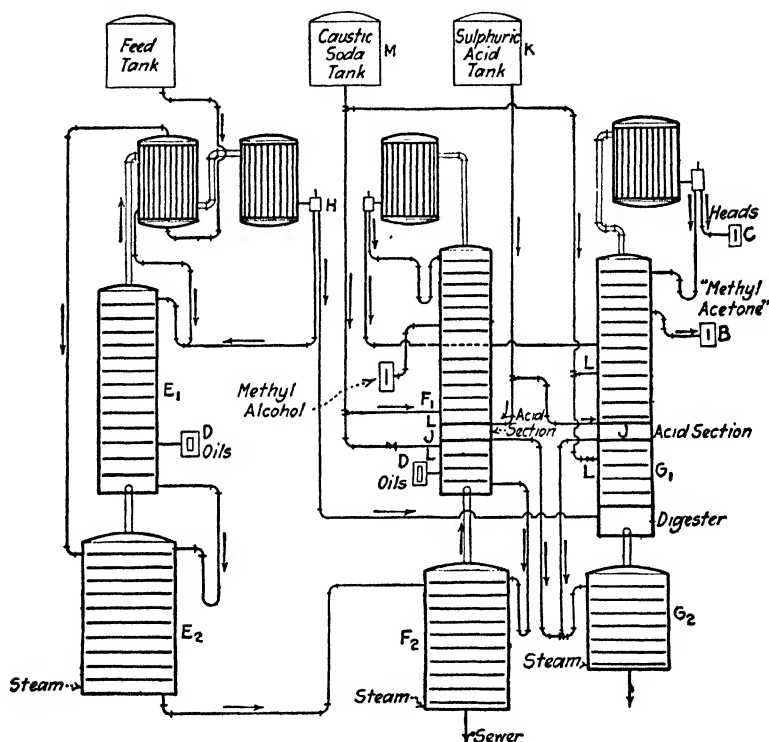 Feed
Tank
Caustic
Soda
Tank
M
Sulphuric
Acid
Tank
K
H
Heads
C
"Methyl
Acetone"
B
E1
Methyl
Alcohol
F1
L
L
J
Acid
Section
J
Acid Section
D
Oils
L
D
Oils
L
G1
Digester
E2
F2
G2
Steam
Steam
Steam
Sewer